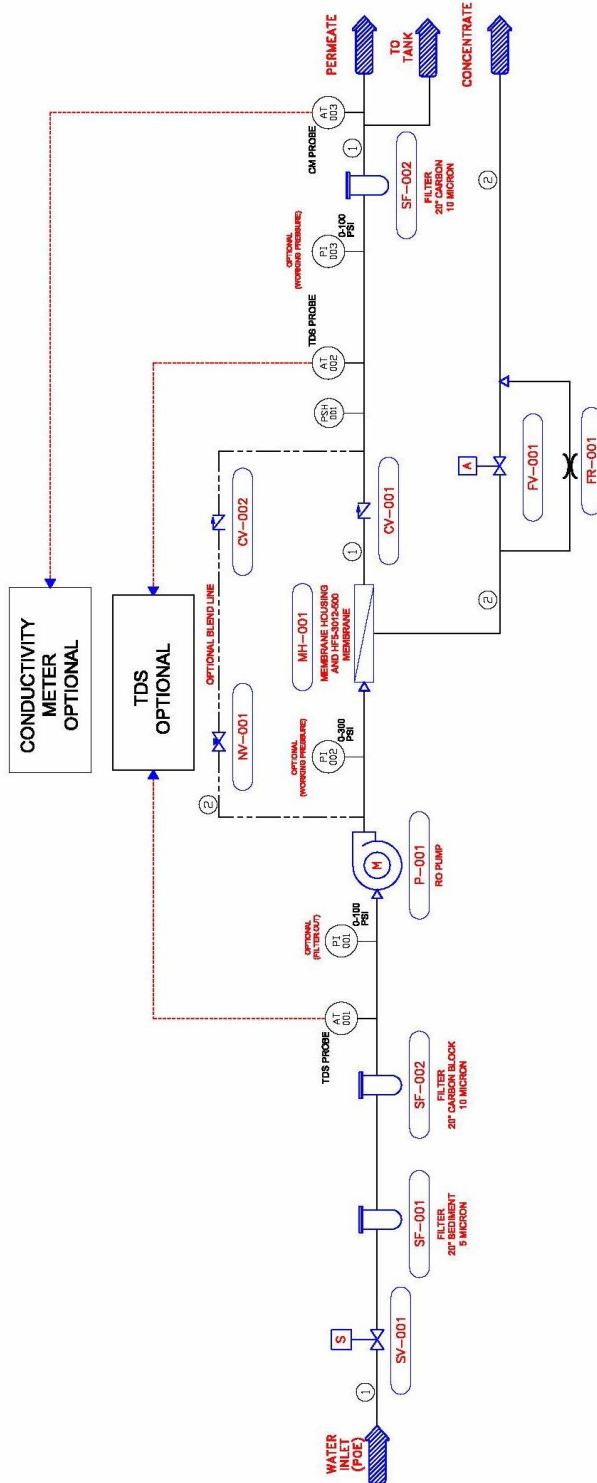 CONDUCTIVITY
METER
OPTIONAL
TDS
OPTIONAL
WATER
INLET
(POE)
1
S
SV-001
SF-001
FILTER
20" SEDIMENT
5 MICRON
SF-002
FILTER
20" CARBON BLOCK
10 MICRON
TDS PROBE
AT
001
OPTIONAL
(FILTER OUT)
PI
001
0-100
PSI
M
P-001
RO PUMP
2
NV-001
OPTIONAL BLEND LINE
CV-002
OPTIONAL
(WORKING PRESSURE)
PI
002
0-300
PSI
MH-001
MEMBRANE HOUSING
AND HF5-3012-500
MEMBRANE
1
CV-001
PSH
001
TDS PROBE
AT
002
OPTIONAL
(WORKING PRESSURE)
PI
003
0-100
PSI
SF-002
FILTER
20" CARBON
10 MICRON
1
CM PROBE
AT
003
PERMEATE
TO
TANK
CONCENTRATE
2
A
FV-001
FR-001
2